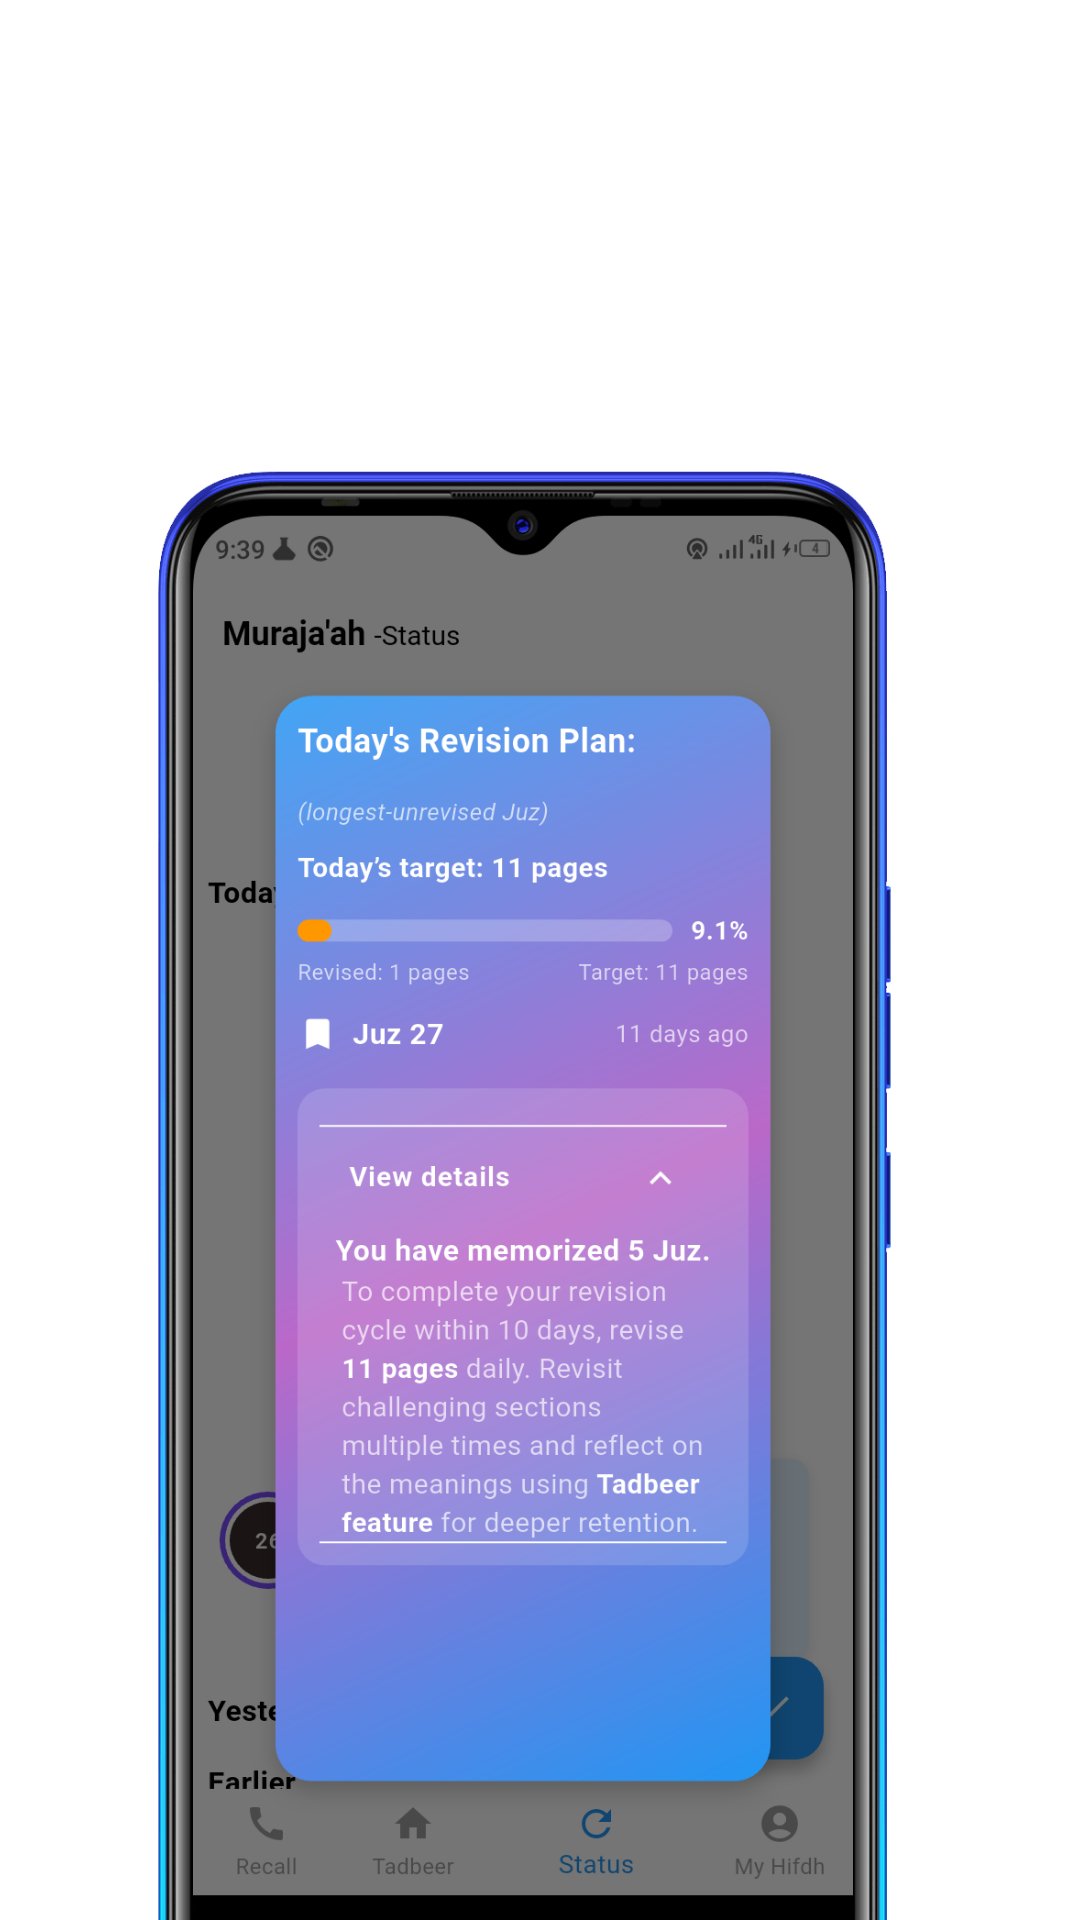 9:39
4G
4
Muraja'ah -Status
Today's Revision Plan:
(longest-unrevised Juz)
Today’s target: 11 pages
9.1%
Revised: 1 pages
Target: 11 pages
Juz 27
11 days ago
View details
You have memorized 5 Juz.
To complete your revision
cycle within 10 days, revise
11 pages daily. Revisit
challenging sections
multiple times and reflect on
the meanings using Tadbeer
feature for deeper retention.
26
Earlier
Recall
Tadbeer
Status
My Hifdh